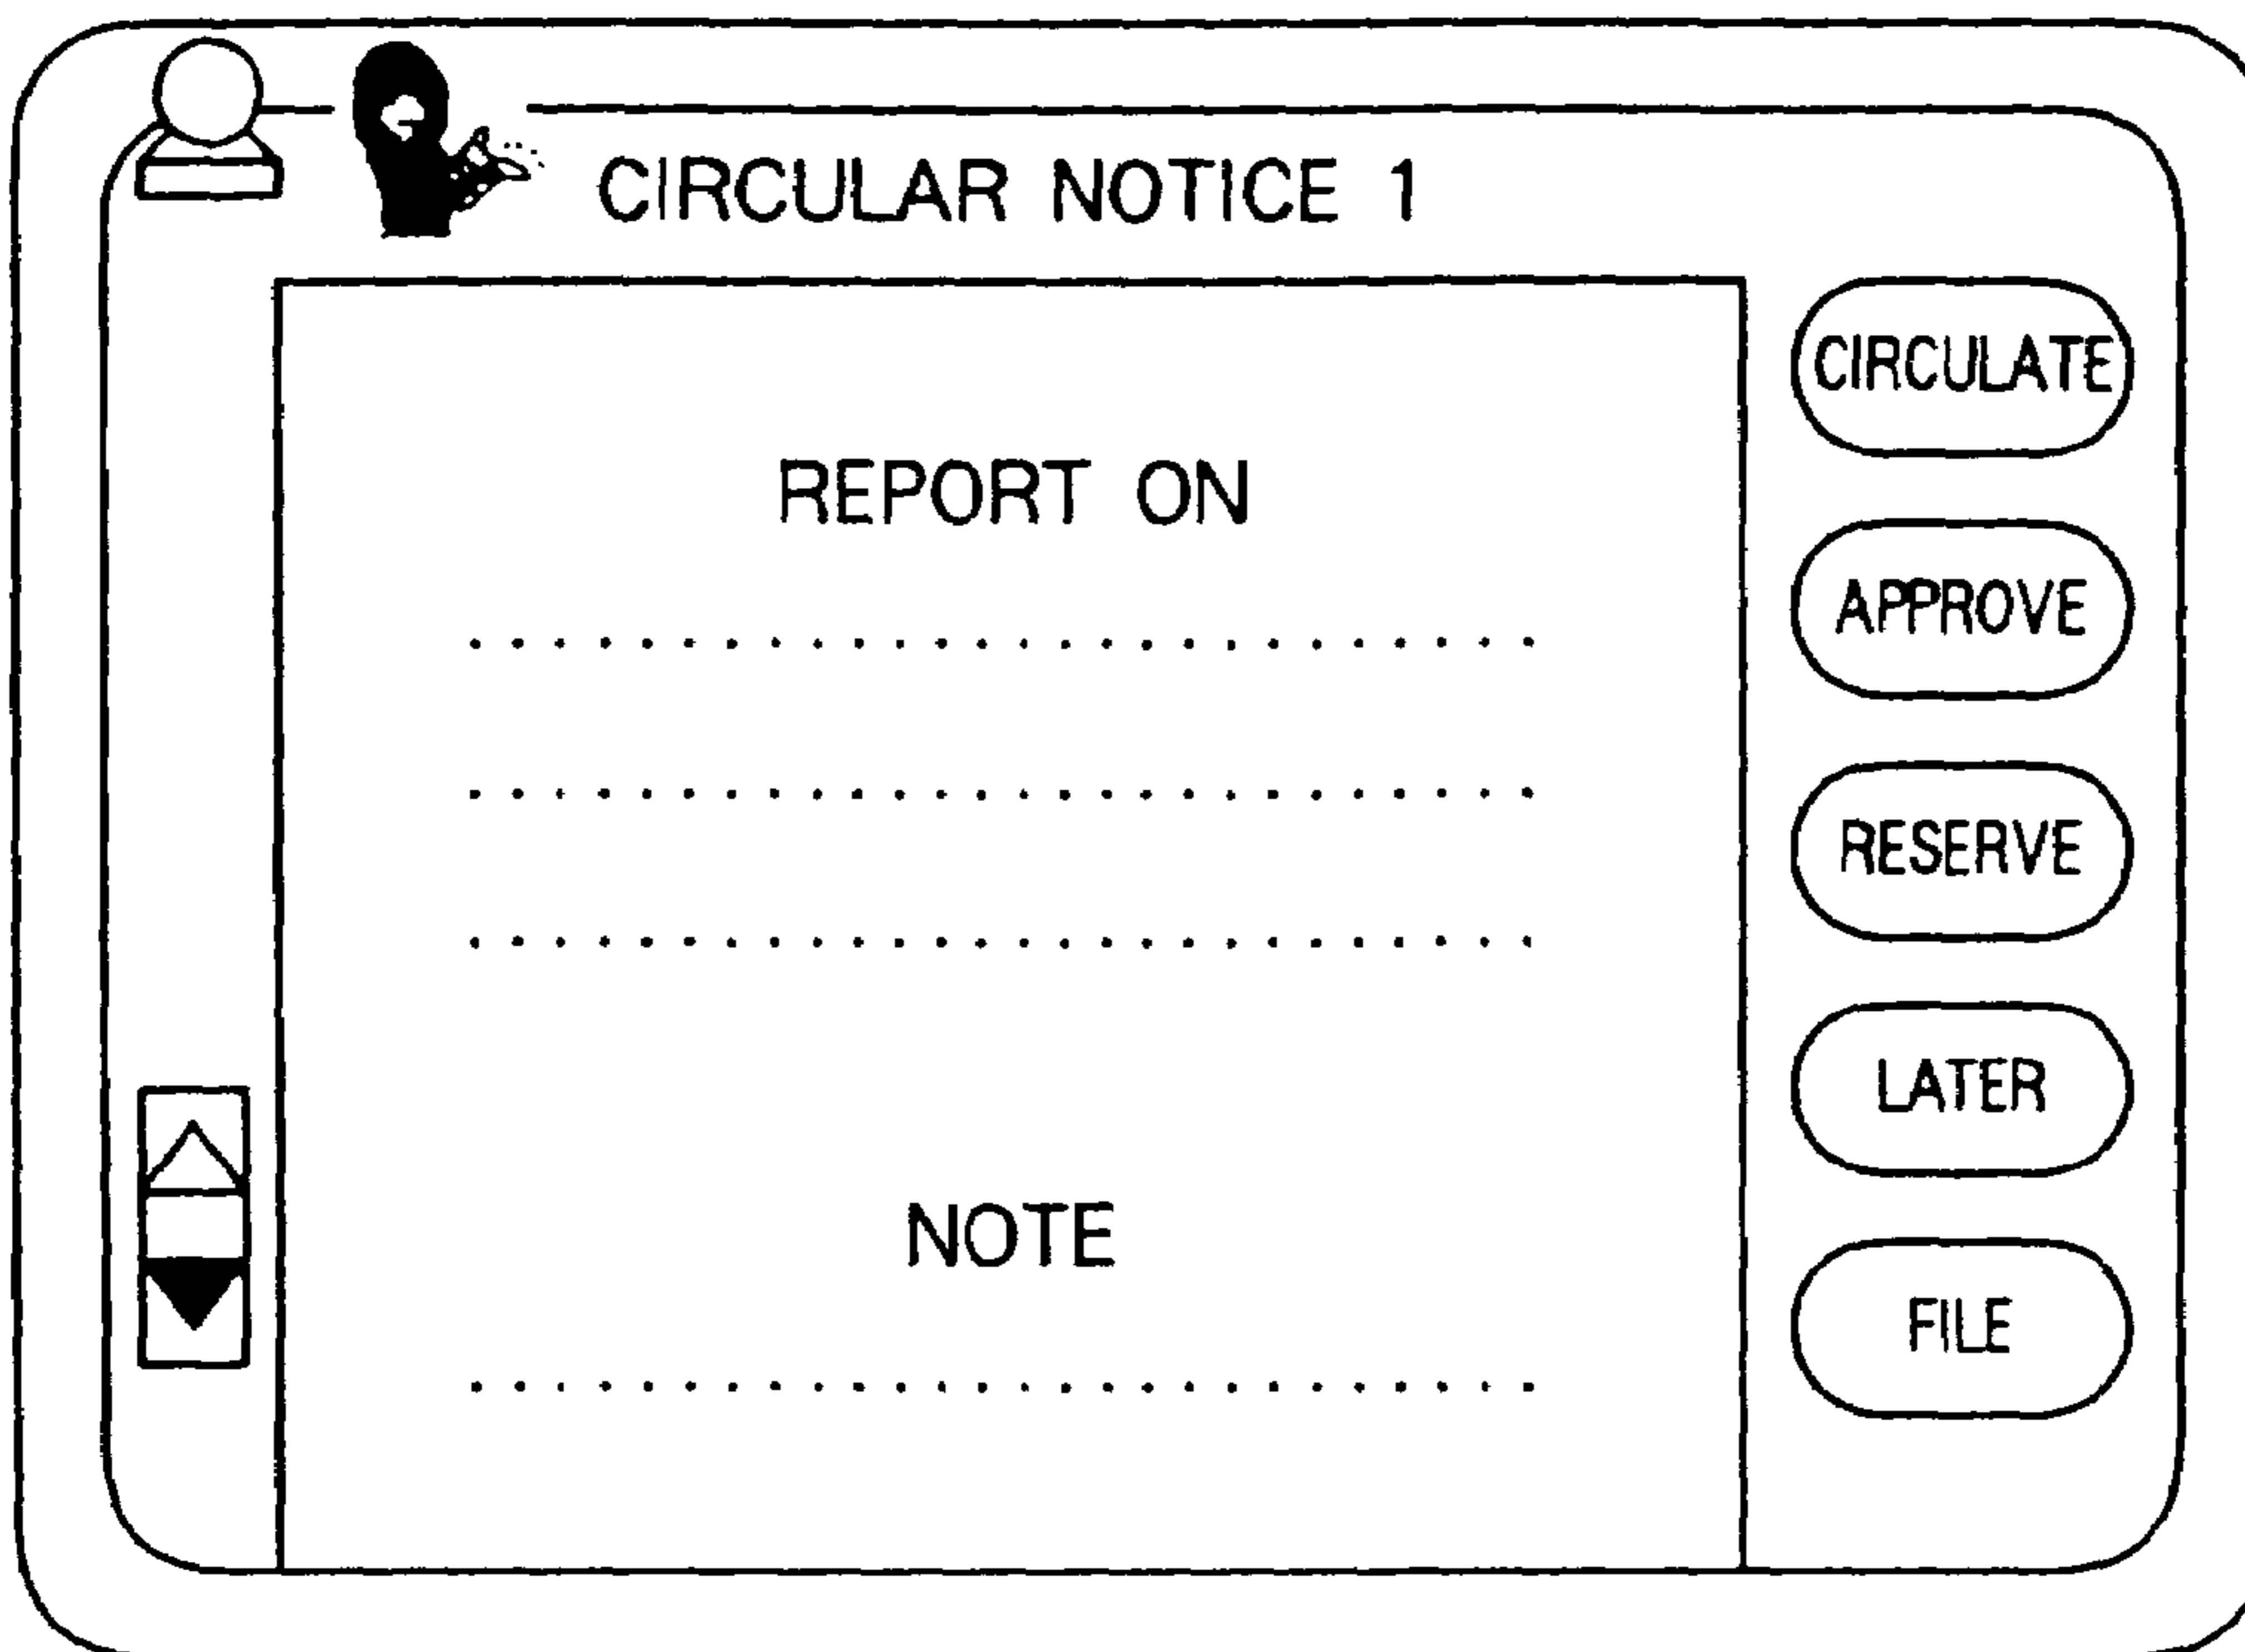 CIRCULAR NOTICE 1
REPORT ON
NOTE
CIRCULATE
APPROVE
RESERVE
LATER
FILE